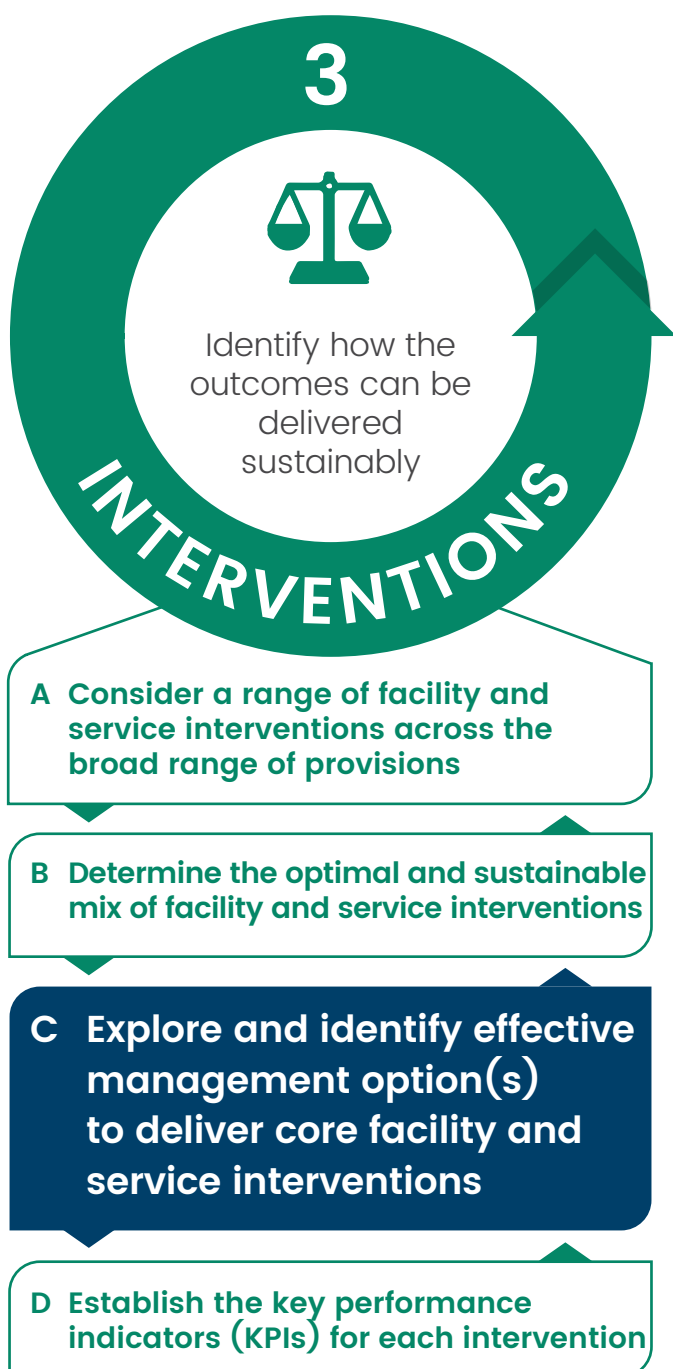 3
Identify how the
outcomes can be
delivered
sustainably
INTERVENTIONS
A Consider a range of facility and
service interventions across the
broad range of provisions
B Determine the optimal and sustainable
mix of facility and service interventions
C Explore and identify effective
management option(s)
to deliver core facility and
service interventions
D Establish the key performance
indicators (KPIs) for each intervention